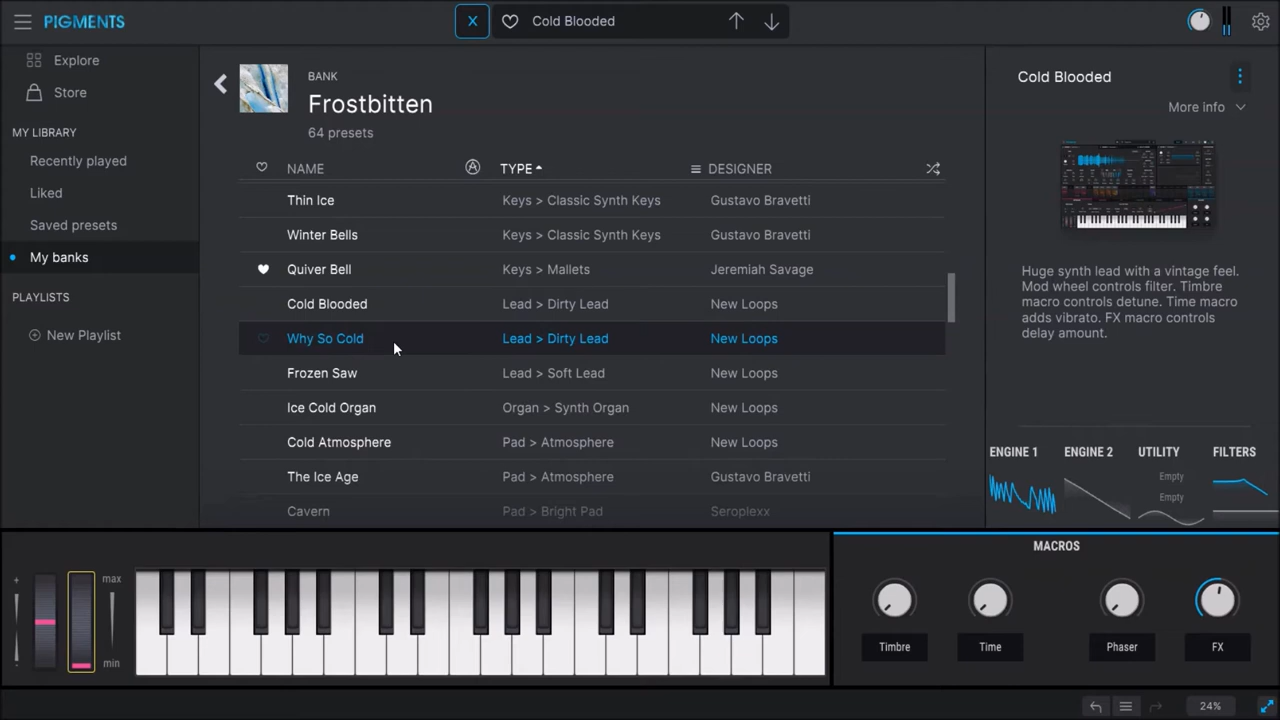 PIGMENTS
X
Cold Blooded
Explore
Store
MY LIBRARY
Recently played
Liked
Saved presets
My banks
PLAYLISTS
New Playlist
BANK
Frostbitten
64 presets
NAME TYPE DESIGNER
Thin Ice Keys > Classic Synth Keys Gustavo Bravetti
Winter Bells Keys > Classic Synth Keys Gustavo Bravetti
Quiver Bell Keys > Mallets Jeremiah Savage
Cold Blooded Lead > Dirty Lead New Loops
Why So Cold Lead > Dirty Lead New Loops
Frozen Saw Lead > Soft Lead New Loops
Ice Cold Organ Organ > Synth Organ New Loops
Cold Atmosphere Pad > Atmosphere New Loops
The Ice Age Pad > Atmosphere Gustavo Bravetti
Cavern Pad > Bright Pad Seroplexx
Cold Blooded
More info
Huge synth lead with a vintage feel.
Mod wheel controls filter. Timbre
macro controls detune. Time macro
adds vibrato. FX macro controls
delay amount.
ENGINE 1 ENGINE 2 UTILITY FILTERS
Empty
Empty
+
-
max
min
MACROS
Timbre Time Phaser FX
24%